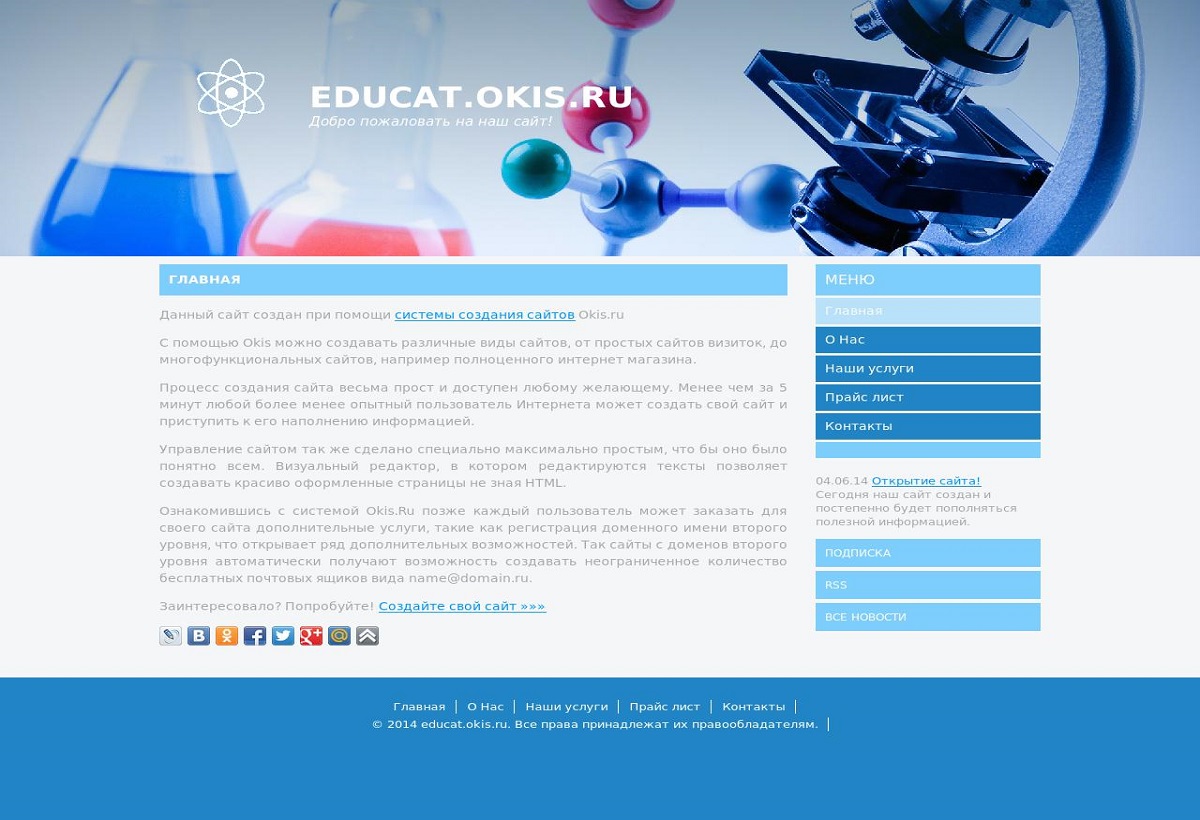 EDUCAT.OKIS.RU
Добро пожаловать на наш сайт!
ГЛАВНАЯ
Данный сайт создан при помощи системы создания сайтов Okis.ru
С помощью Okis можно создавать различные виды сайтов, от простых сайтов визиток, до
многофункциональных сайтов, например полноценного интернет магазина.
Процесс создания сайта весьма прост и доступен любому желающему. Менее чем за 5
минут любой более менее опытный пользователь Интернета может создать свой сайт и
приступить к его наполнению информацией.
Управление сайтом так же сделано специально максимально простым, что бы оно было
понятно всем. Визуальный редактор, в котором редактируются тексты позволяет
создавать красиво оформленные страницы не зная HTML.
Ознакомившись с системой Okis.Ru позже каждый пользователь может заказать для
своего сайта дополнительные услуги, такие как регистрация доменного имени второго
уровня, что открывает ряд дополнительных возможностей. Так сайты с доменов второго
уровня автоматически получают возможность создавать неограниченное количество
бесплатных почтовых ящиков вида name@domain.ru.
Заинтересовало? Попробуйте! Создайте свой сайт »»»
МЕНЮ
Главная
О Нас
Наши услуги
Прайс лист
Контакты
04.06.14 Открытие сайта!
Сегодня наш сайт создан и
постепенно будет пополняться
полезной информацией.
ПОДПИСКА
RSS
ВСЕ НОВОСТИ
Главная О Нас Наши услуги Прайс лист Контакты
© 2014 educat.okis.ru. Все права принадлежат их правообладателям.